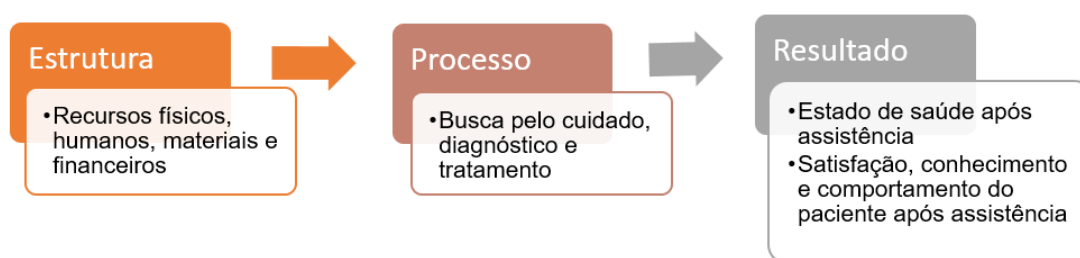 Estrutura
•Recursos físicos,
humanos, materiais e
financeiros
Processo
•Busca pelo cuidado,
diagnóstico e
tratamento
Resultado
•Estado de saúde após
assistência
•Satisfação, conhecimento
e comportamento do
paciente após assistência